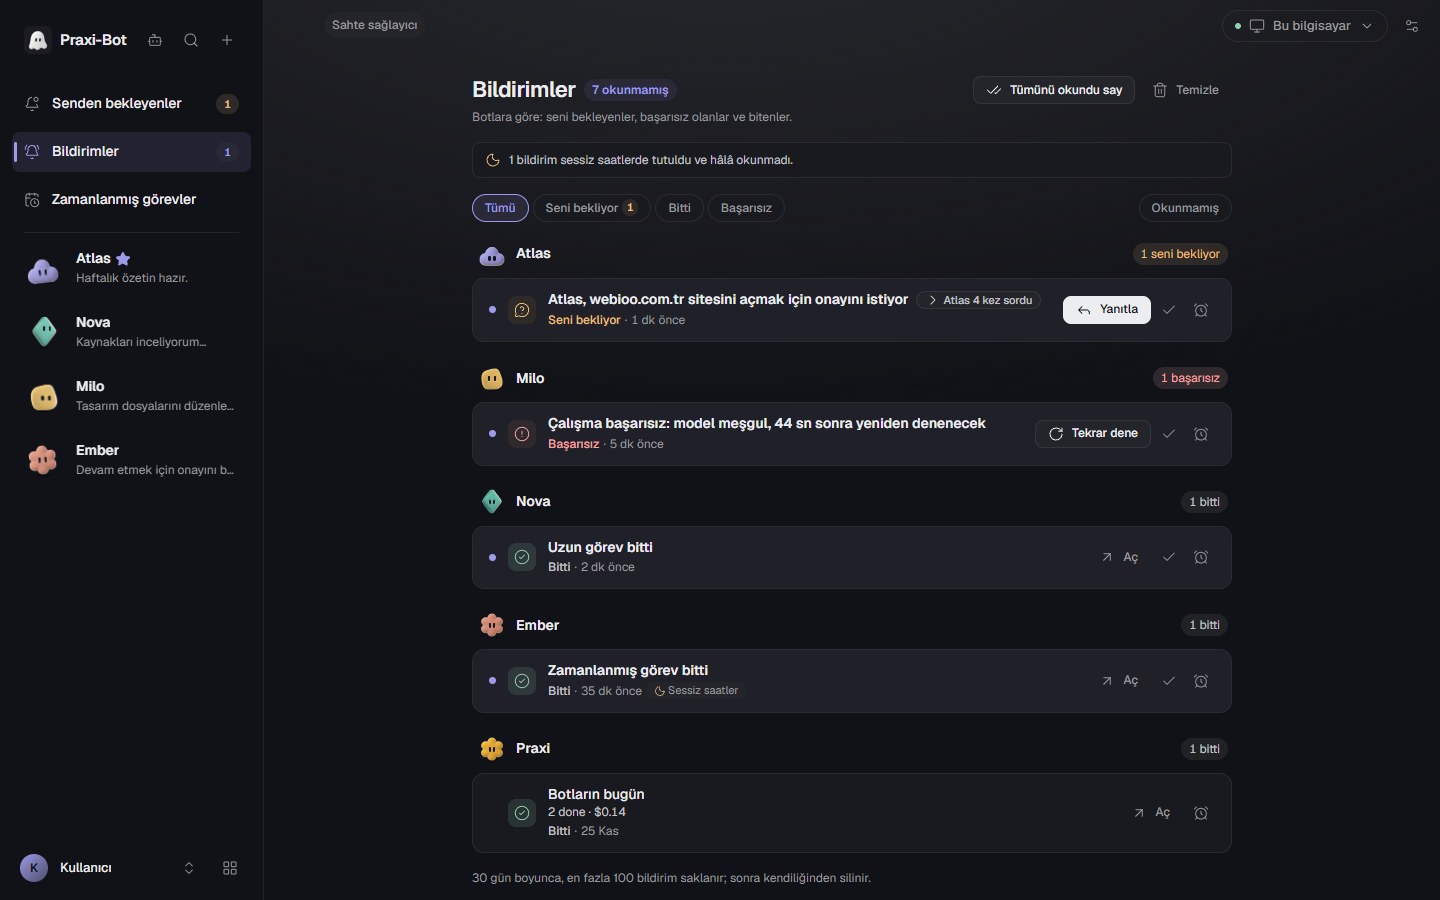 Praxi-Bot
Senden bekleyenler 1
Bildirimler 1
Zamanlanmış görevler
Atlas
Haftalık özetin hazır.
Nova
Kaynakları inceliyorum…
Milo
Tasarım dosyalarını düzenle…
Ember
Devam etmek için onayını b…
K Kullanıcı
Sahte sağlayıcı
Bu bilgisayar
Bildirimler 7 okunmamış
Tümünü okundu say Temizle
Botlara göre: seni bekleyenler, başarısız olanlar ve bitenler.
1 bildirim sessiz saatlerde tutuldu ve hâlâ okunmadı.
Tümü Seni bekliyor 1 Bitti Başarısız Okunmamış
Atlas 1 seni bekliyor
Atlas, webioo.com.tr sitesini açmak için onayını istiyor Atlas 4 kez sordu
Seni bekliyor · 1 dk önce
Yanıtla
Milo 1 başarısız
Çalışma başarısız: model meşgul, 44 sn sonra yeniden denenecek
Başarısız · 5 dk önce
Tekrar dene
Nova 1 bitti
Uzun görev bitti
Bitti · 2 dk önce
Aç
Ember 1 bitti
Zamanlanmış görev bitti
Bitti · 35 dk önce Sessiz saatler
Aç
Praxi 1 bitti
Botların bugün
2 done · $0.14
Bitti · 25 Kas
Aç
30 gün boyunca, en fazla 100 bildirim saklanır; sonra kendiliğinden silinir.